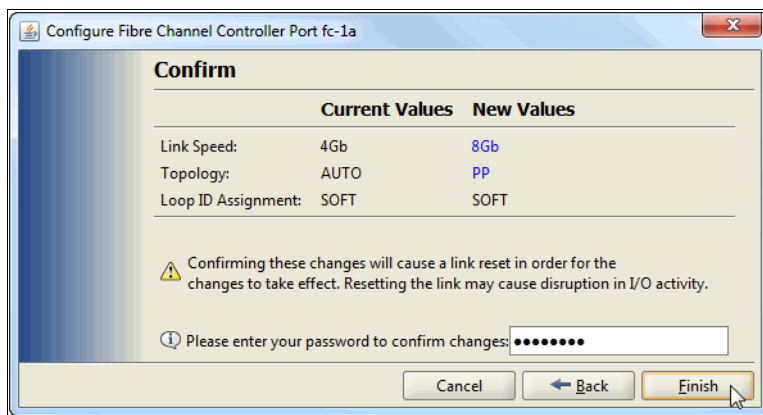 Configure Fibre Channel Controller Port fc-1a
Confirm
Current Values New Values
Link Speed: 4Gb 8Gb
Topology: AUTO PP
Loop ID Assignment: SOFT SOFT
Confirming these changes will cause a link reset in order for the
changes to take effect. Resetting the link may cause disruption in I/O activity.
Please enter your password to confirm changes: ●●●●●●●●
Cancel Back Finish